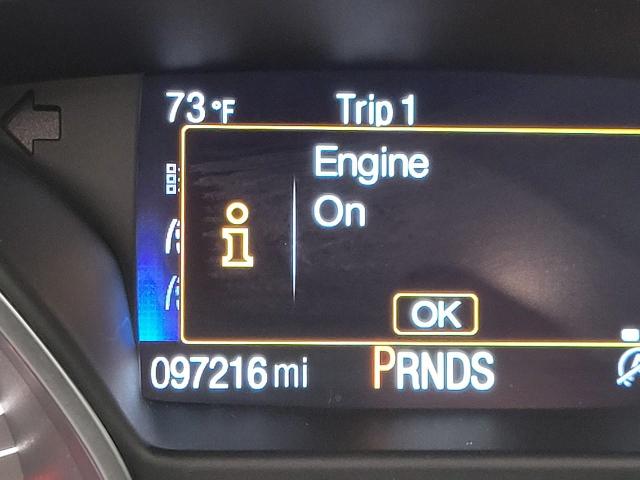 73°F Trip 1
Engine
On
OK
097216 mi PRNDS